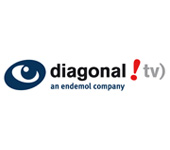 diagonal ! tv)
an endemol company